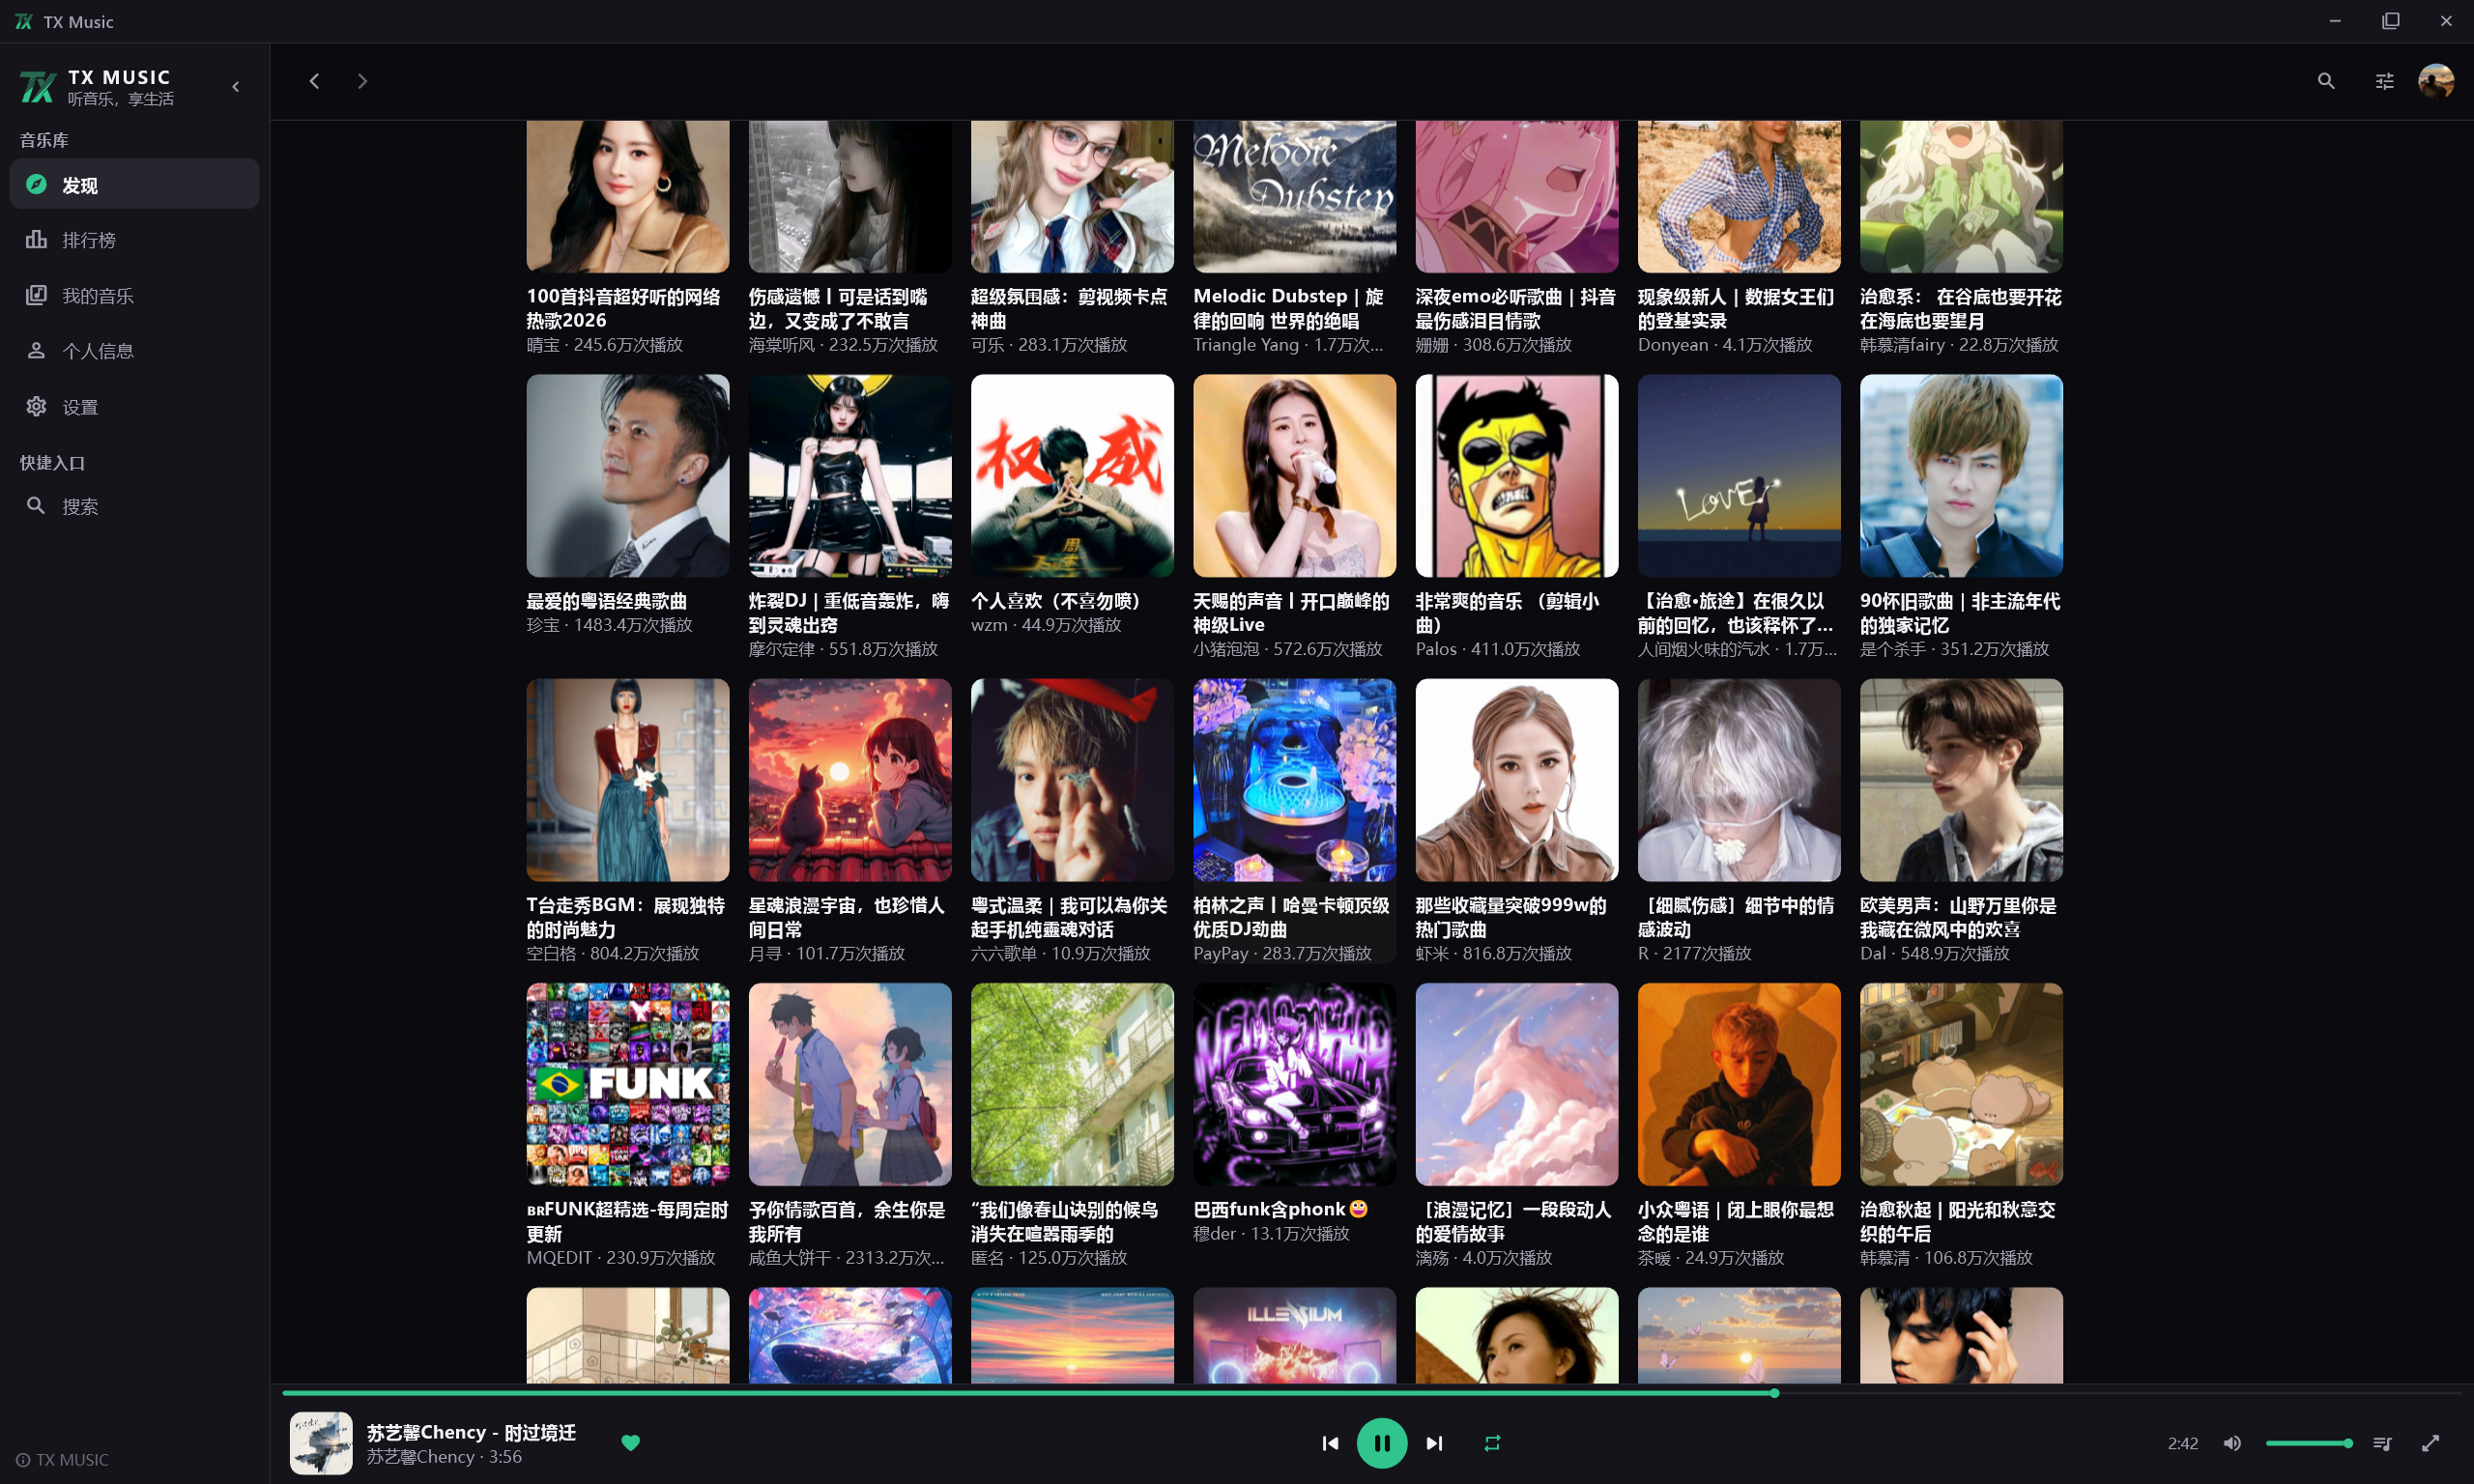 TX Music
TX MUSIC
听音乐，享生活
音乐库
发现
排行榜
我的音乐
个人信息
设置
快捷入口
搜索
Melodic
Dubstep
100首抖音超好听的网络
热歌2026
晴宝 · 245.6万次播放
伤感遗憾丨可是话到嘴
边，又变成了不敢言
海棠听风 · 232.5万次播放
超级氛围感：剪视频卡点
神曲
可乐 · 283.1万次播放
Melodic Dubstep | 旋
律的回响 世界的绝唱
Triangle Yang · 1.7万次...
深夜emo必听歌曲 | 抖音
最伤感泪目情歌
姗姗 · 308.6万次播放
现象级新人 | 数据女王们
的登基实录
Donyean · 4.1万次播放
治愈系： 在谷底也要开花
在海底也要望月
韩慕清fairy · 22.8万次播放
权威
LOVE
最爱的粤语经典歌曲
珍宝 · 1483.4万次播放
炸裂DJ | 重低音轰炸，嗨
到灵魂出窍
摩尔定律 · 551.8万次播放
个人喜欢（不喜勿喷）
wzm · 44.9万次播放
天赐的声音丨开口巅峰的
神级Live
小猪泡泡 · 572.6万次播放
非常爽的音乐 （剪辑小
曲）
Palos · 411.0万次播放
【治愈•旅途】在很久以
前的回忆，也该释怀了...
人间烟火味的汽水 · 1.7万...
90怀旧歌曲 | 非主流年代
的独家记忆
是个杀手 · 351.2万次播放
T台走秀BGM：展现独特
的时尚魅力
空白格 · 804.2万次播放
星魂浪漫宇宙，也珍惜人
间日常
月寻 · 101.7万次播放
粤式温柔 | 我可以為你关
起手机纯靈魂对话
六六歌单 · 10.9万次播放
柏林之声丨哈曼卡顿顶级
优质DJ劲曲
PayPay · 283.7万次播放
那些收藏量突破999w的
热门歌曲
虾米 · 816.8万次播放
［细腻伤感］细节中的情
感波动
R · 2177次播放
欧美男声：山野万里你是
我藏在微风中的欢喜
Dal · 548.9万次播放
FUNK
🇧🇷FUNK超精选-每周定时
更新
MQEDIT · 230.9万次播放
予你情歌百首，余生你是
我所有
咸鱼大饼干 · 2313.2万次...
“我们像春山诀别的候鸟
消失在喧嚣雨季的
匿名 · 125.0万次播放
巴西funk含phonk
穆der · 13.1万次播放
［浪漫记忆］一段段动人
的爱情故事
漓殇 · 4.0万次播放
小众粤语 | 闭上眼你最想
念的是谁
茶暖 · 24.9万次播放
治愈秋起 | 阳光和秋意交
织的午后
韩慕清 · 106.8万次播放
ILLENIUM
苏艺馨Chency - 时过境迁
苏艺馨Chency · 3:56
2:42
TX MUSIC